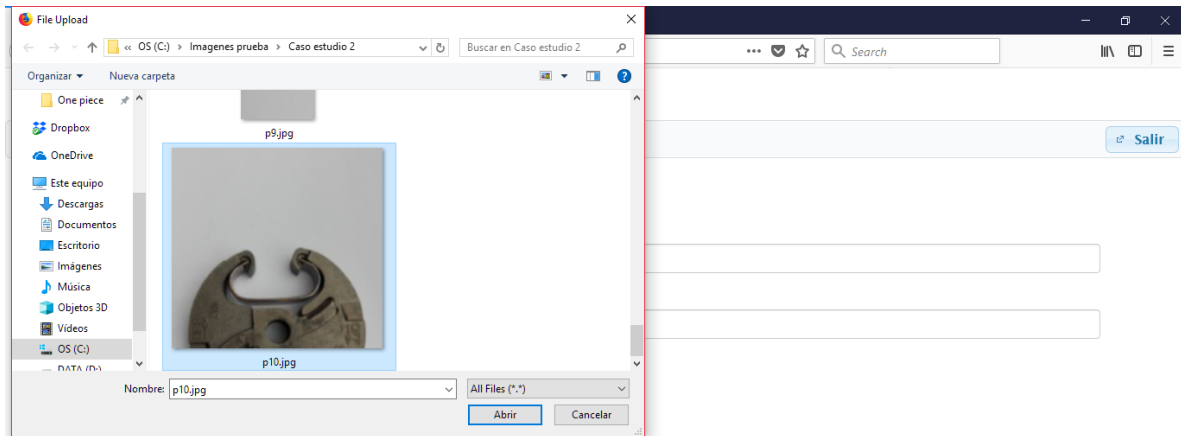 File Upload
« OS (C:) › Imagenes prueba › Caso estudio 2
Buscar en Caso estudio 2
Search
Organizar
Nueva carpeta
One piece
Dropbox
OneDrive
Este equipo
Descargas
Documentos
Escritorio
Imágenes
Música
Objetos 3D
Vídeos
OS (C:)
DATA (D:)
p9.jpg
p10.jpg
Salir
Nombre: p10.jpg
All Files (*.*)
Abrir
Cancelar